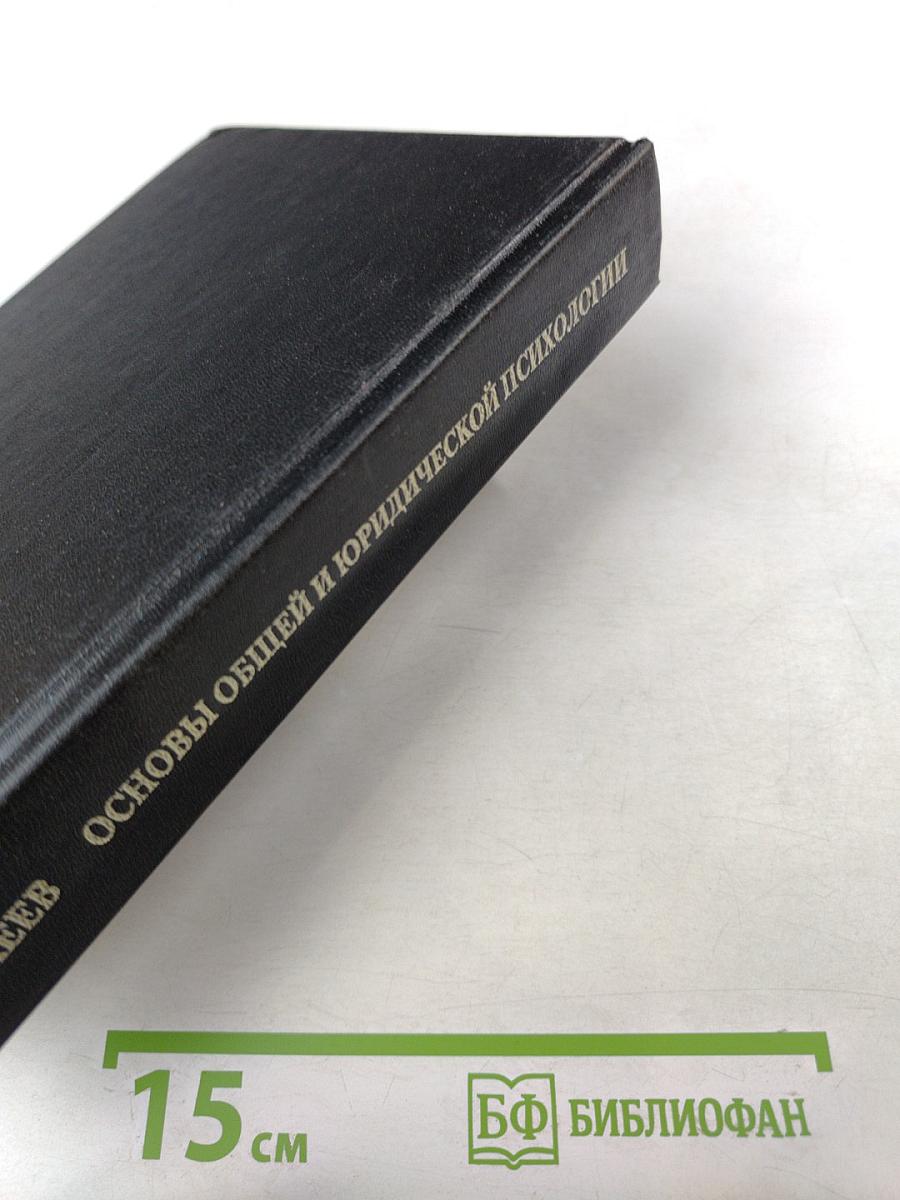 ОСНОВЫ ОБЩЕЙ И ЮРИДИЧЕСКОЙ ПСИХОЛОГИИ
15 см
БФ БИБЛИОФАН